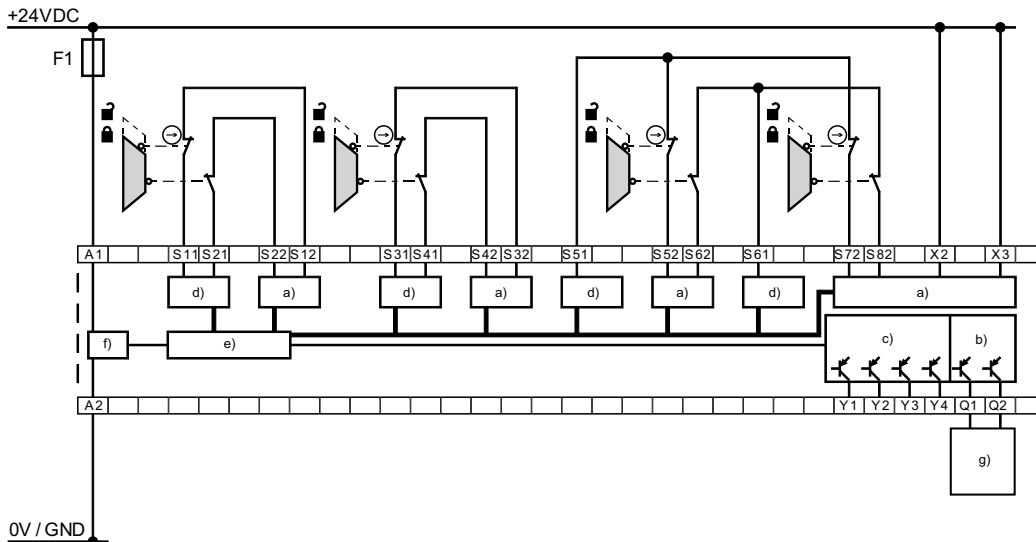 +24VDC
F1
A1 S11 S21 S22 S12 S31 S41 S42 S32 S51 S52 S62 S61 S72 S82 X2 X3
d) a) d) a) d) a) d) a)
f) e) c) b)
A2 Y1 Y2 Y3 Y4 Q1 Q2
g)
0V / GND